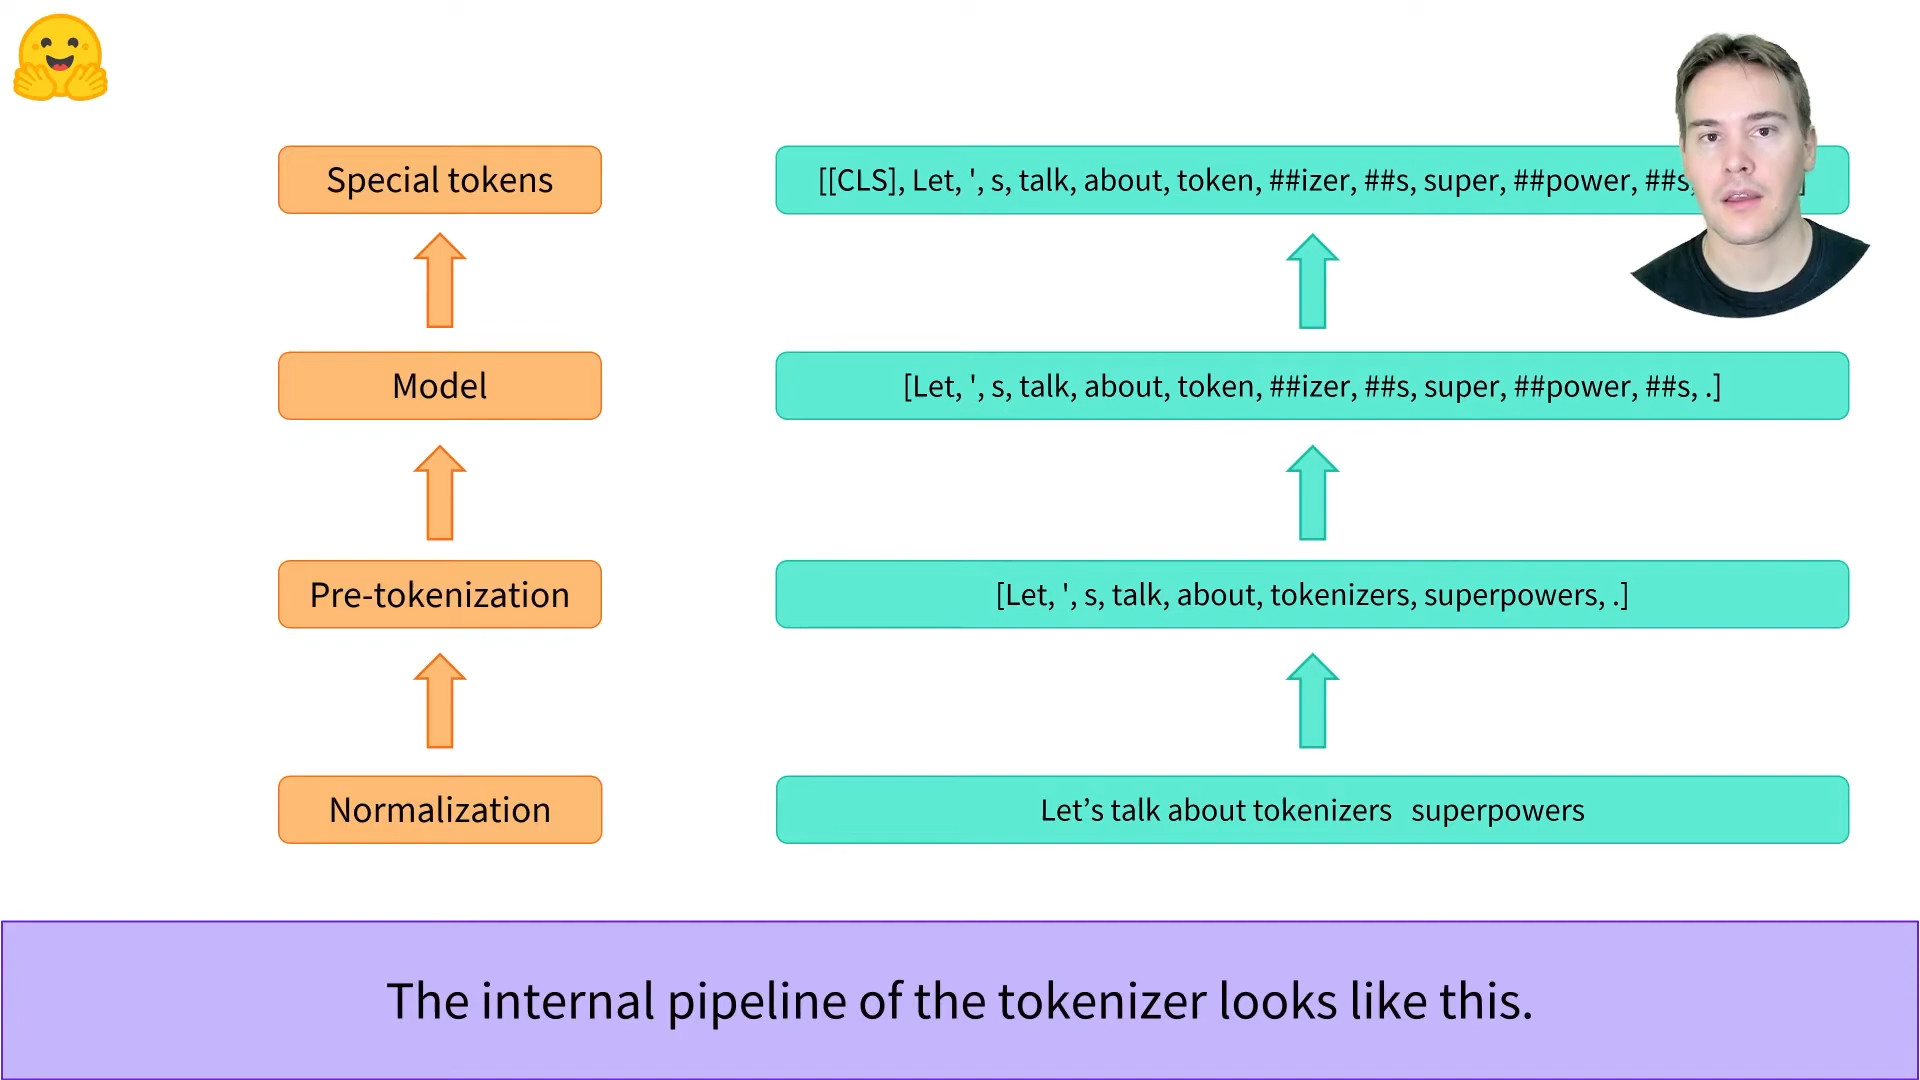 Special tokens
[[CLS], Let, ', s, talk, about, token, ##izer, ##s, super, ##power, ##s,
Model
[Let, ', s, talk, about, token, ##izer, ##s, super, ##power, ##s, .]
Pre-tokenization
[Let, ', s, talk, about, tokenizers, superpowers, .]
Normalization
Let’s talk about tokenizers superpowers
The internal pipeline of the tokenizer looks like this.